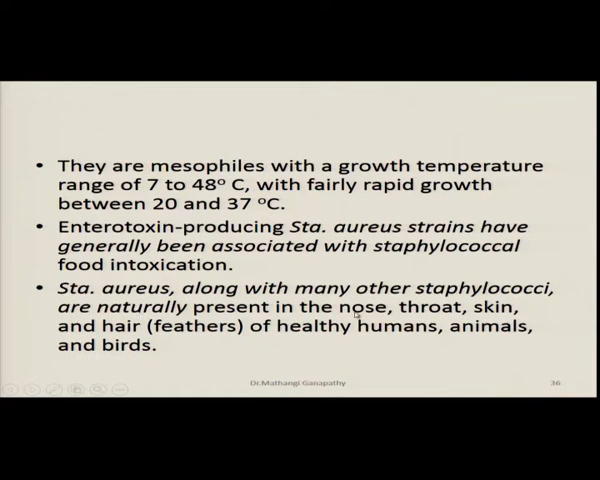 • They are mesophiles with a growth temperature
range of 7 to 48° C, with fairly rapid growth
between 20 and 37 °C.
• Enterotoxin-producing Sta. aureus strains have
generally been associated with staphylococcal
food intoxication.
• Sta. aureus, along with many other staphylococci,
are naturally present in the nose, throat, skin,
and hair (feathers) of healthy humans, animals,
and birds.
Dr.Mathangi Ganapathy
36